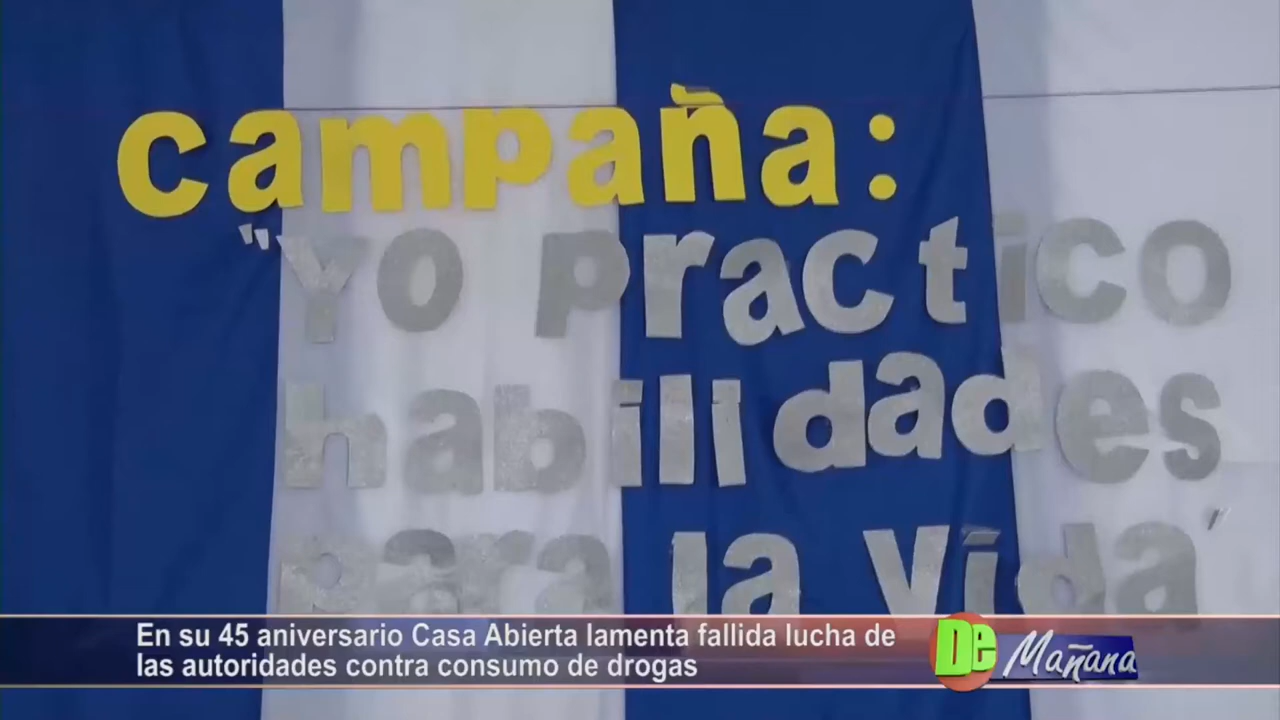 campaña:
"Yo practico
habilidades
para la vida"
En su 45 aniversario Casa Abierta lamenta fallida lucha de
las autoridades contra consumo de drogas
De Mañana